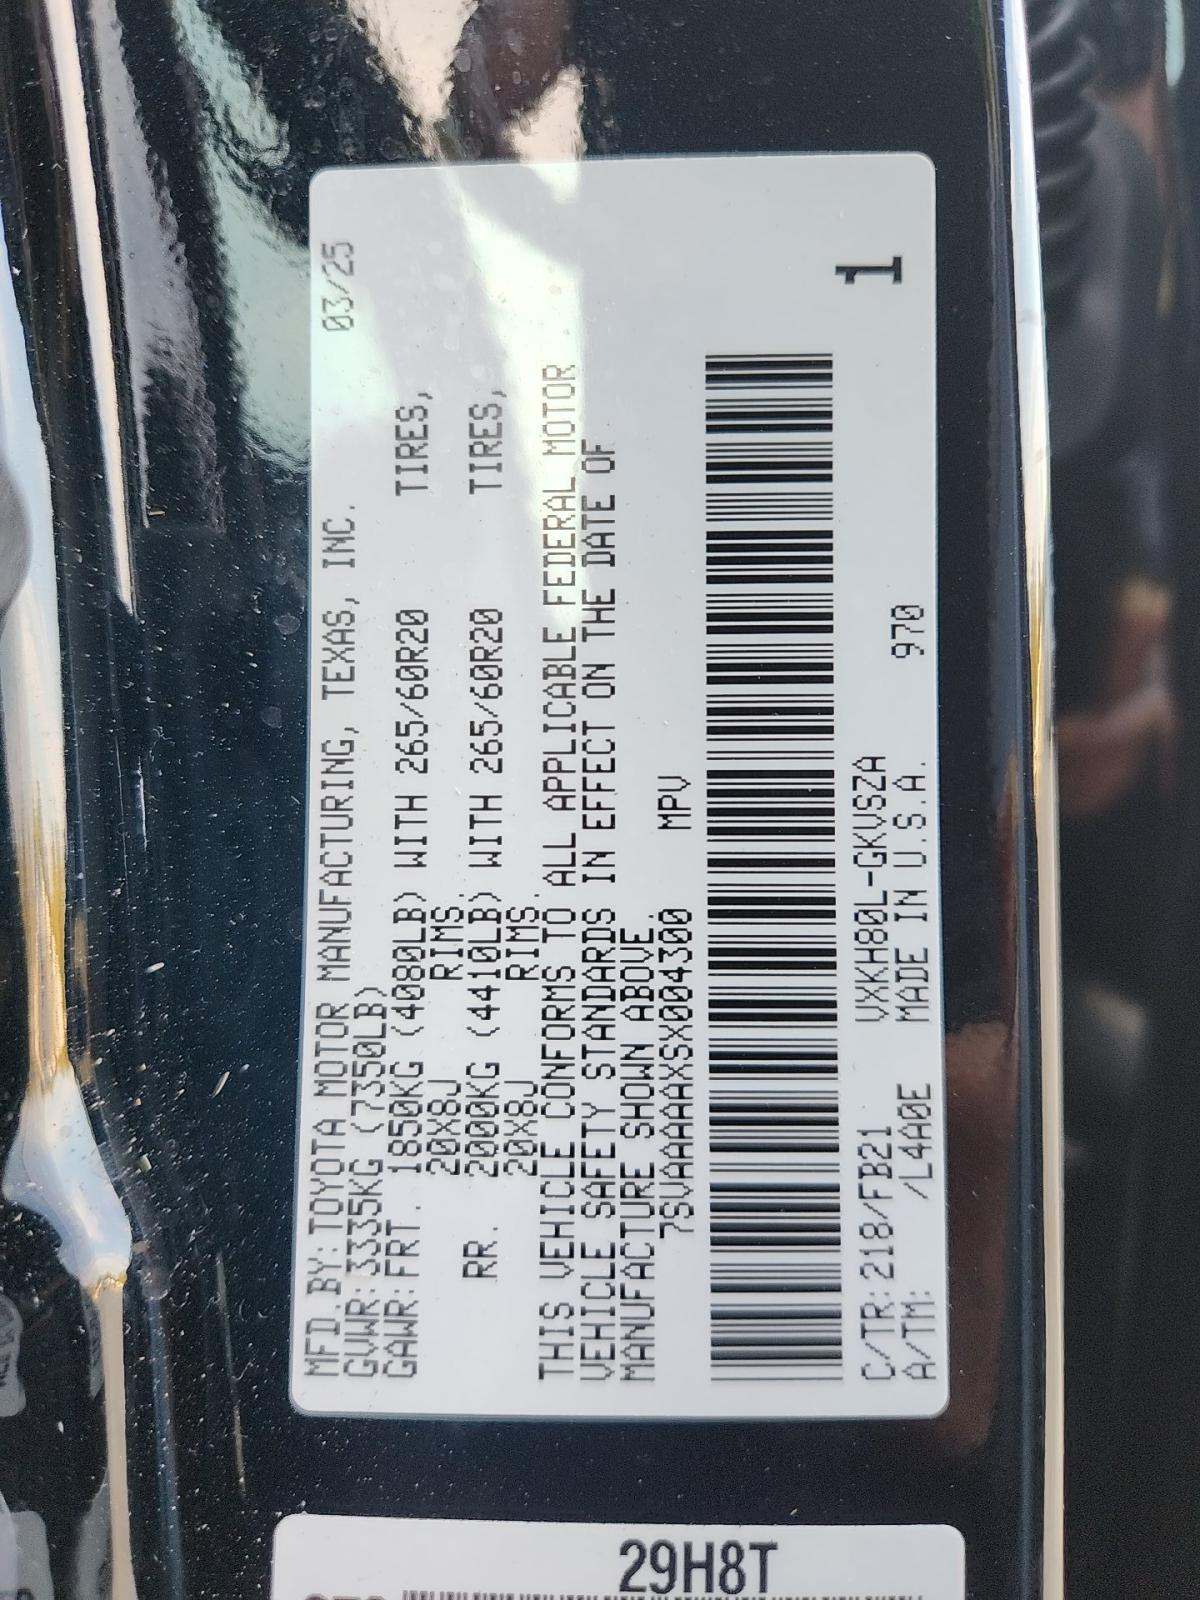 MFD.BY:TOYOTA MOTOR MANUFACTURING, TEXAS, INC. 03/25
GVWR:3335KG (7350LB)
GAWR:FRT. 1850KG (4080LB) WITH 265/60R20 TIRES,
20X8J RIMS.
RR. 2000KG (4410LB) WITH 265/60R20 TIRES,
20X8J RIMS.
THIS VEHICLE CONFORMS TO ALL APPLICABLE FEDERAL MOTOR
VEHICLE SAFETY STANDARDS IN EFFECT ON THE DATE OF
MANUFACTURE SHOWN ABOVE.
7SVAAAAAXSX004300 MPV
1
C/TR:218/FB21 VXKH80L-GKVSZA
A/TM: /L4A0E MADE IN U.S.A. 970
29H8T